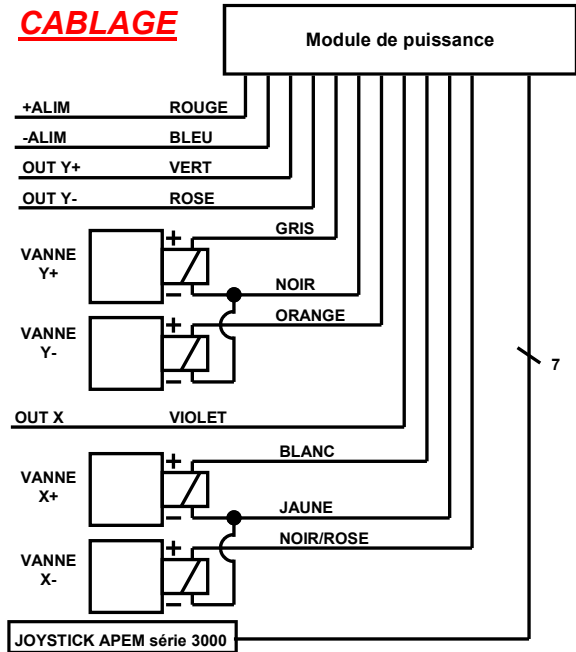 CABLAGE
Module de puissance
+ALIM ROUGE
-ALIM BLEU
OUT Y+ VERT
OUT Y- ROSE
GRIS
+
VANNE
Y+
NOIR
-
ORANGE
+
VANNE
Y-
-
7
OUT X VIOLET
BLANC
+
VANNE
X+
JAUNE
-
NOIR/ROSE
+
VANNE
X-
-
JOYSTICK APEM série 3000